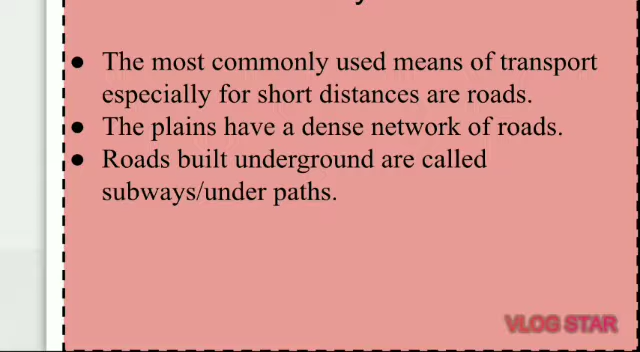 ● The most commonly used means of transport
especially for short distances are roads.
● The plains have a dense network of roads.
● Roads built underground are called
subways/under paths.
VLOG STAR